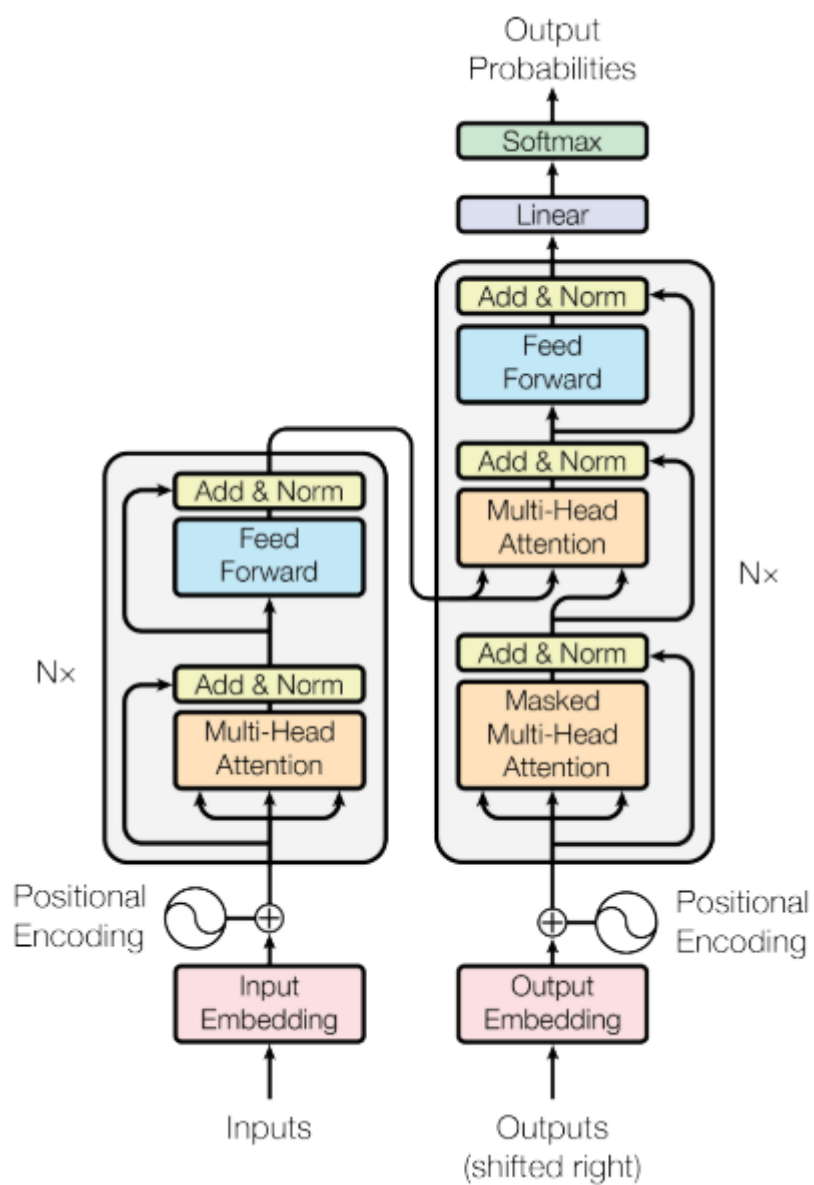 Output
Probabilities
Softmax
Linear
Add & Norm
Feed
Forward
Add & Norm
Multi-Head
Attention
Add & Norm
Masked
Multi-Head
Attention
Nx
Add & Norm
Feed
Forward
Add & Norm
Multi-Head
Attention
Nx
Positional
Encoding
Positional
Encoding
Input
Embedding
Output
Embedding
Inputs
Outputs
(shifted right)